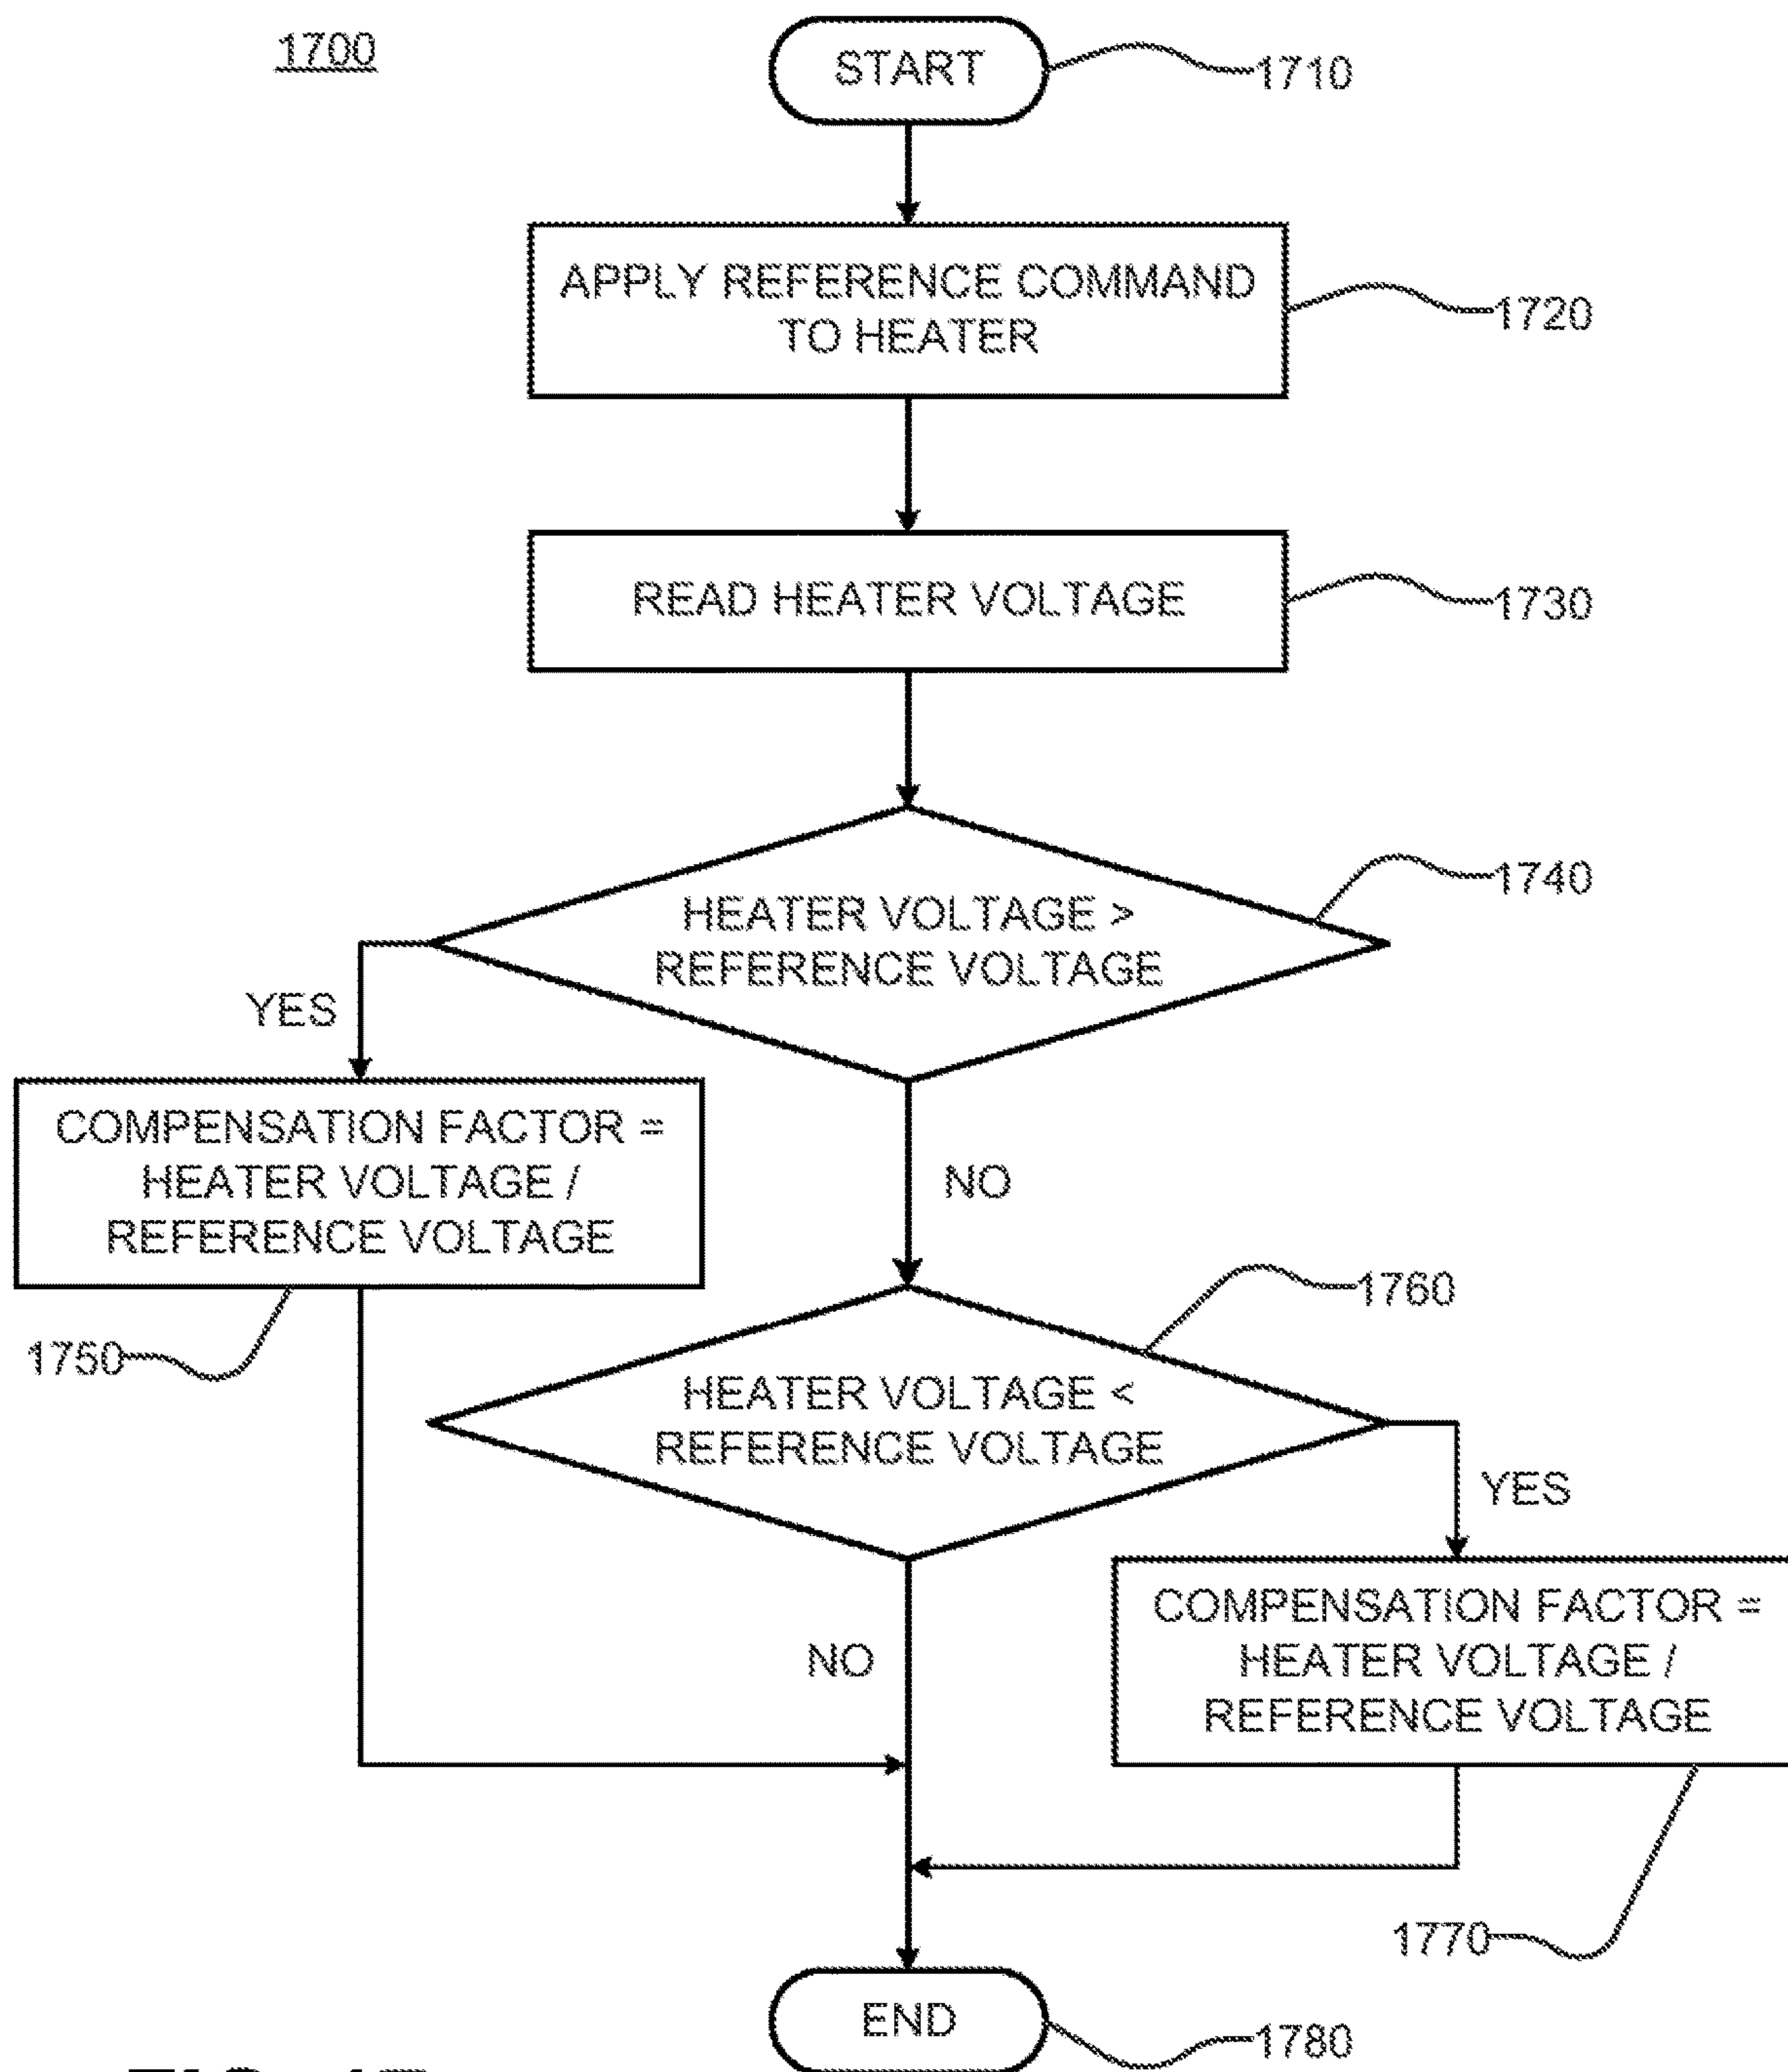 1700
START
1710
APPLY REFERENCE COMMAND
TO HEATER
1720
READ HEATER VOLTAGE
1730
HEATER VOLTAGE >
REFERENCE VOLTAGE
1740
YES
COMPENSATION FACTOR =
HEATER VOLTAGE /
REFERENCE VOLTAGE
1750
NO
1760
HEATER VOLTAGE <
REFERENCE VOLTAGE
YES
NO
COMPENSATION FACTOR =
HEATER VOLTAGE /
REFERENCE VOLTAGE
1770
END
1780